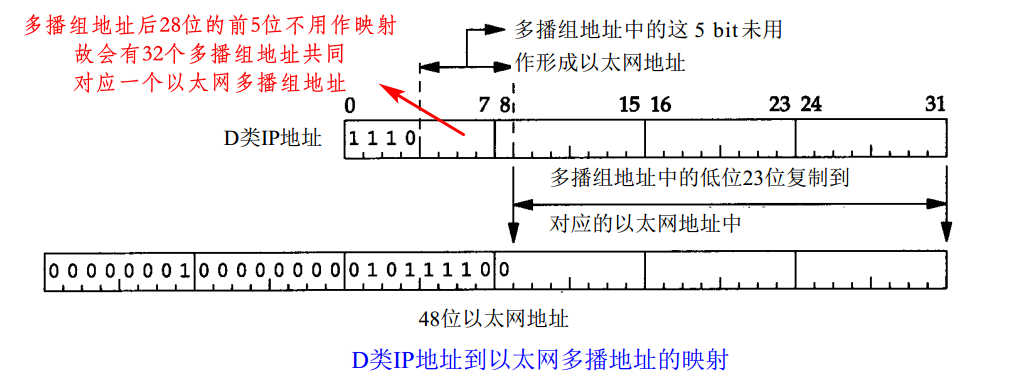 多播组地址后28位的前5位不用作映射
故会有32个多播组地址共同
对应一个以太网多播组地址
多播组地址中的这 5 bit 未用
作形成以太网地址
0 7 8 15 16 23 24 31
D类IP地址
1 1 1 0
多播组地址中的低位23位复制到
对应的以太网地址中
0 0 0 0 0 0 0 1 0 0 0 0 0 0 0 0 0 1 0 1 1 1 1 0 0
48位以太网地址
D类IP地址到以太网多播地址的映射